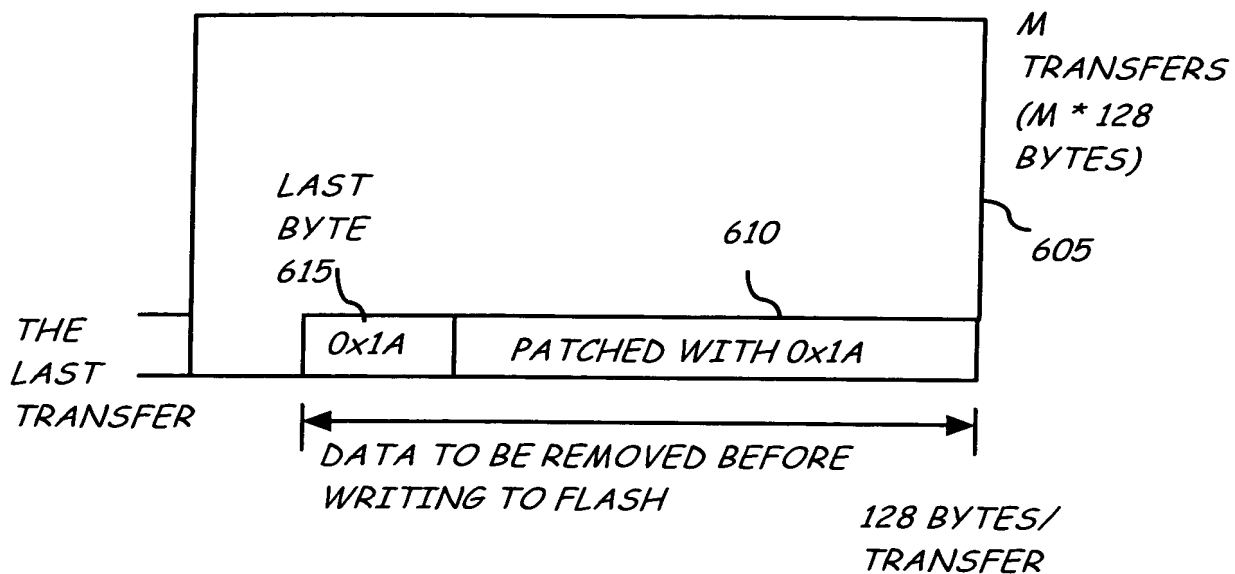 M
TRANSFERS
(M * 128
BYTES)
LAST
BYTE
615
610
605
THE
LAST
TRANSFER
0x1A
PATCHED WITH 0x1A
DATA TO BE REMOVED BEFORE
WRITING TO FLASH
128 BYTES/
TRANSFER